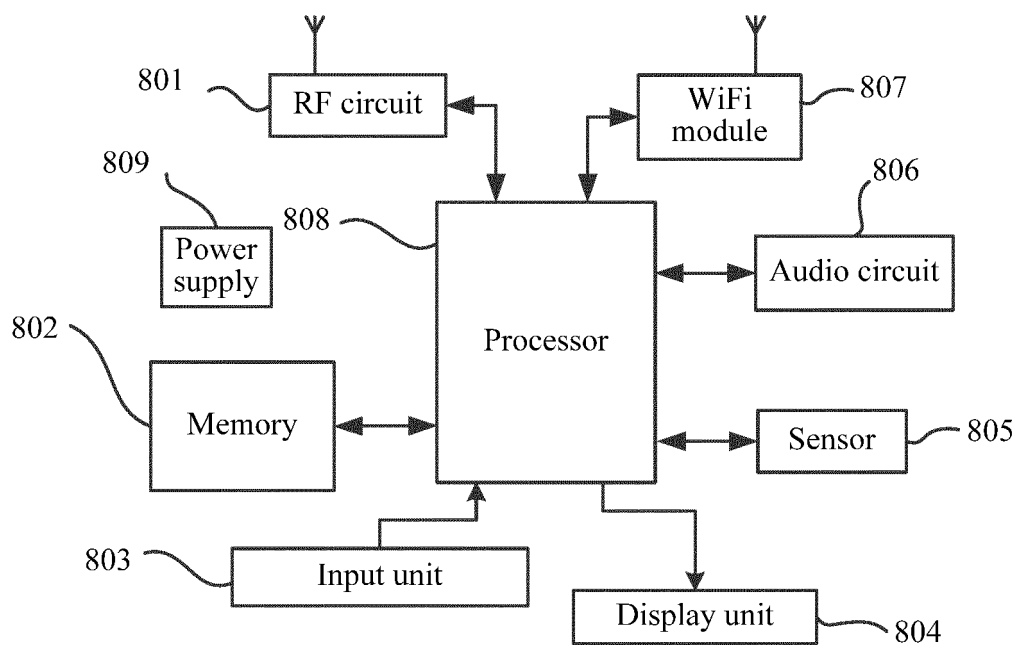 801
RF circuit
WiFi
module
807
809
Power
supply
808
806
Audio circuit
802
Processor
Memory
Sensor
805
803
Input unit
Display unit
804